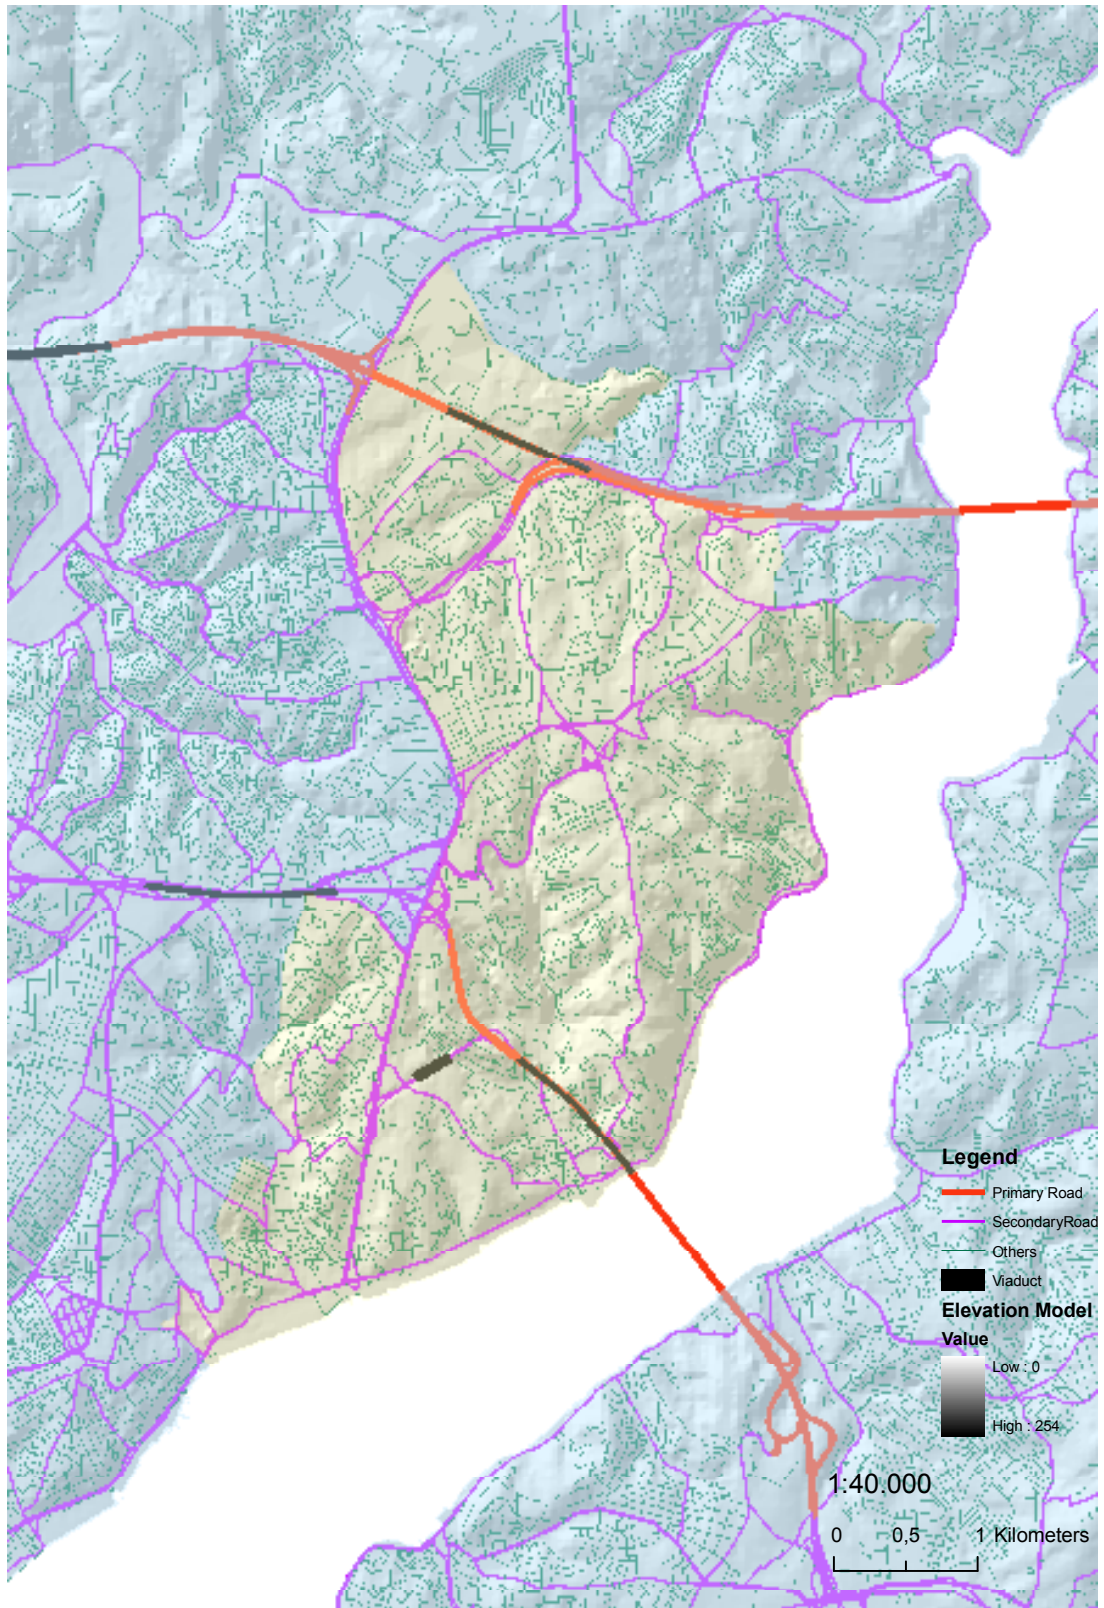 Legend
Primary Road
SecondaryRoad
Others
Viaduct
Elevation Model
Value
Low : 0
High : 254
1:40.000
0 0,5 1 Kilometers